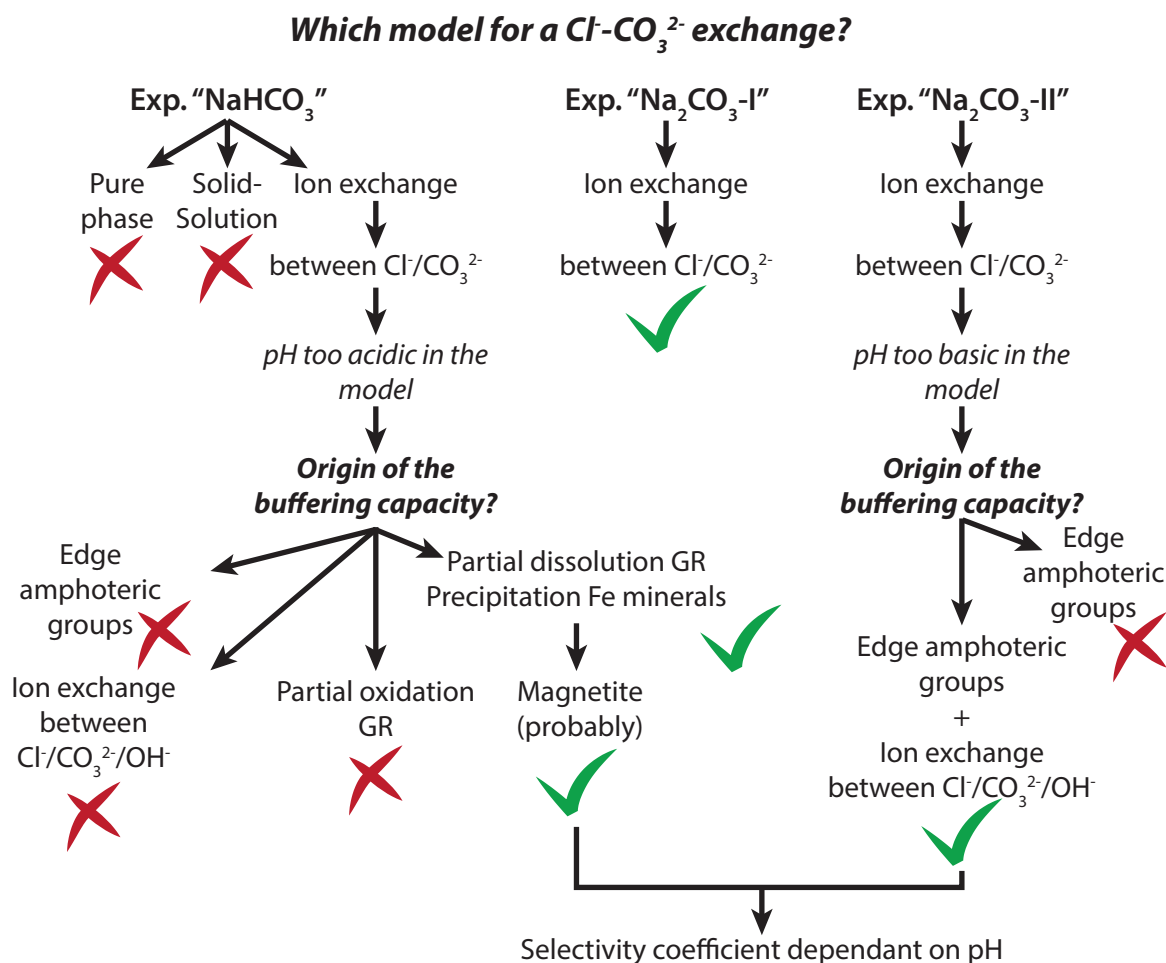 Which model for a Cl⁻-CO₃²⁻ exchange?
Exp. “NaHCO₃”
Pure
phase
Solid-
Solution
Ion exchange
between Cl⁻/CO₃²⁻
pH too acidic in the
model
Origin of the
buffering capacity?
Edge
amphoteric
groups
Ion exchange
between
Cl⁻/CO₃²⁻/OH⁻
Partial oxidation
GR
Partial dissolution GR
Precipitation Fe minerals
Magnetite
(probably)
Exp. “Na₂CO₃-I”
Ion exchange
between Cl⁻/CO₃²⁻
Exp. “Na₂CO₃-II”
Ion exchange
between Cl⁻/CO₃²⁻
pH too basic in the
model
Origin of the
buffering capacity?
Edge
amphoteric
groups
Edge amphoteric
groups
+
Ion exchange
between Cl⁻/CO₃²⁻/OH⁻
Selectivity coefficient dependant on pH